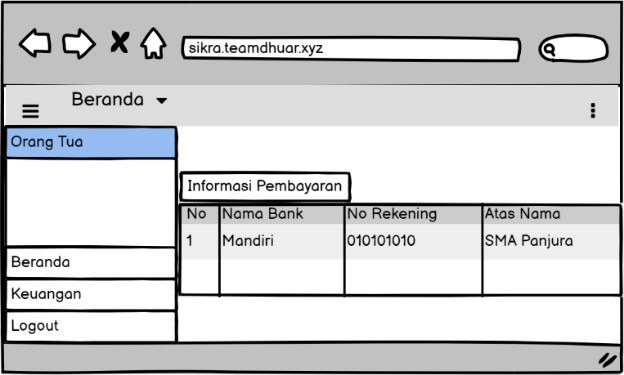 sikra.teamdhuar.xyz
Beranda
Orang Tua
Informasi Pembayaran
No Nama Bank No Rekening Atas Nama
1 Mandiri 010101010 SMA Panjura
Beranda
Keuangan
Logout